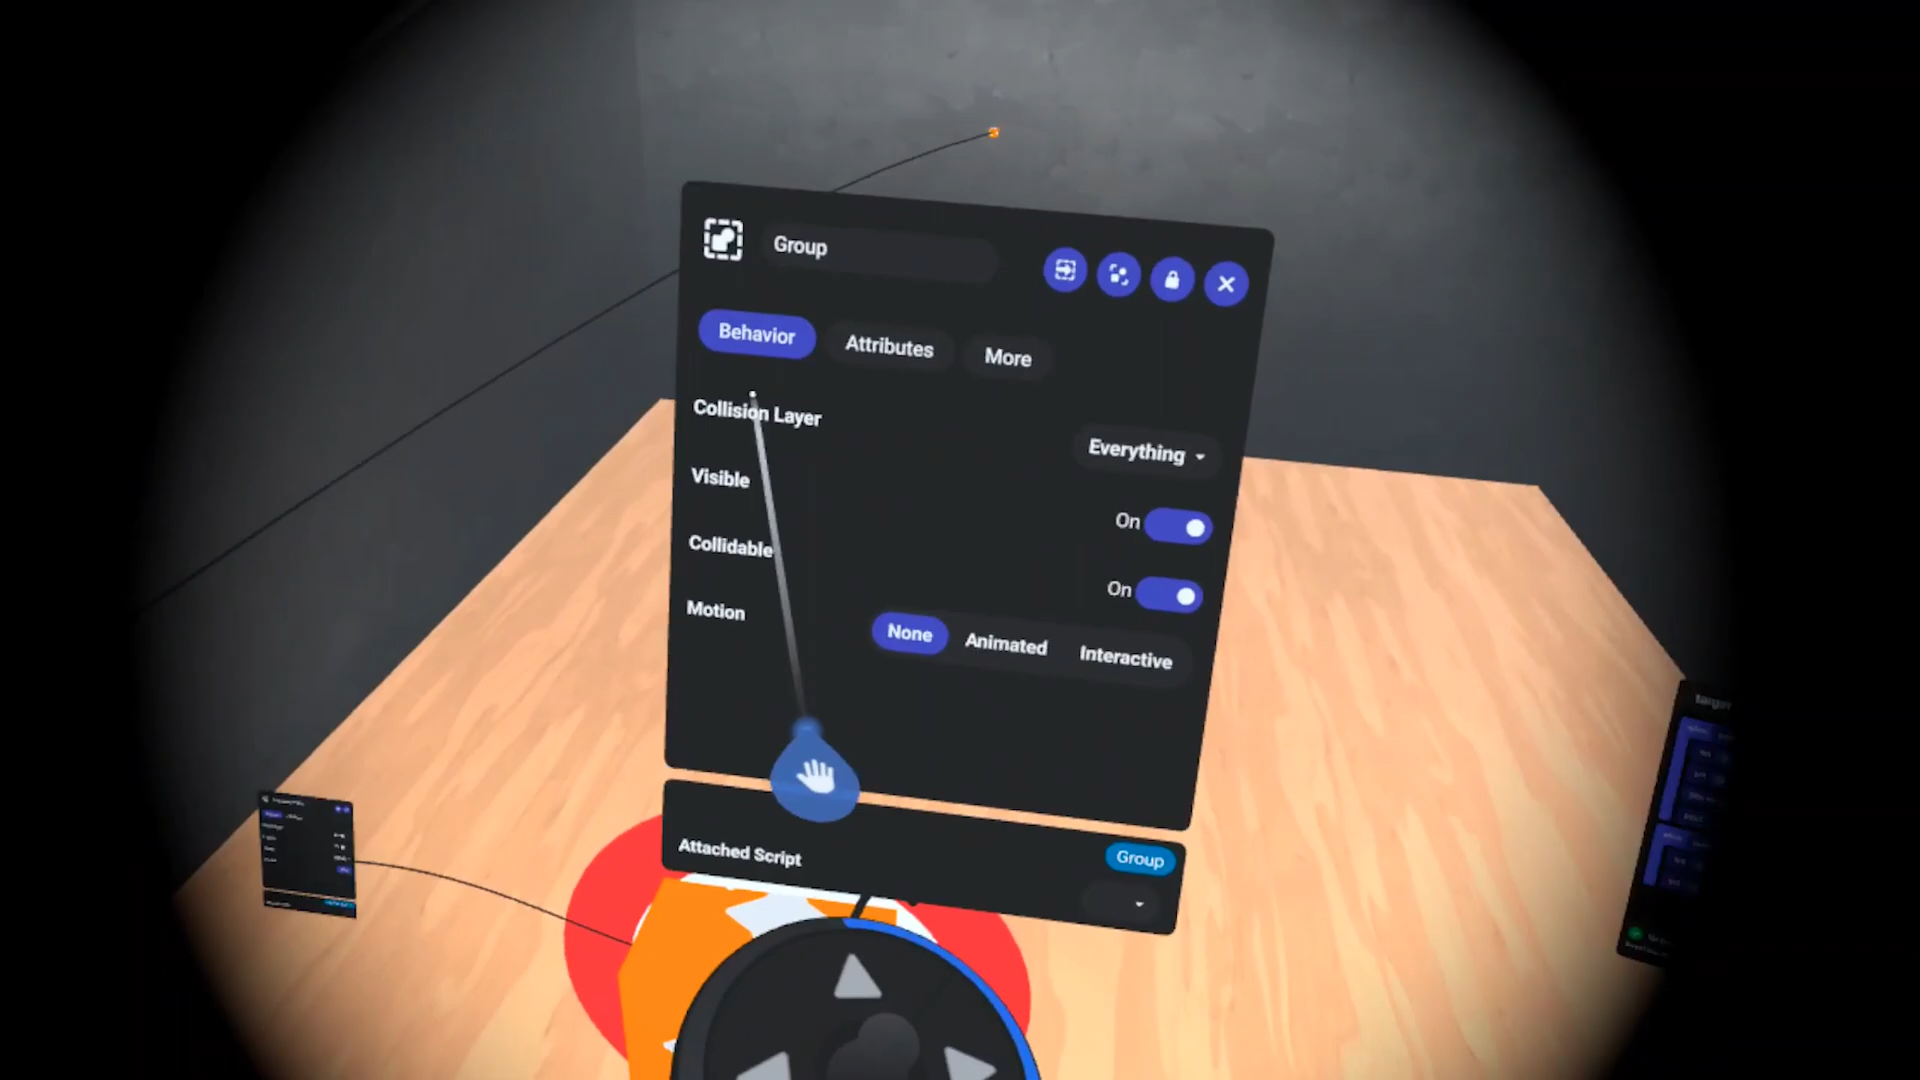 Group
Behavior
Attributes
More
Collision Layer
Everything
Visible
On
Collidable
On
Motion
None
Animated
Interactive
Attached Script
Group